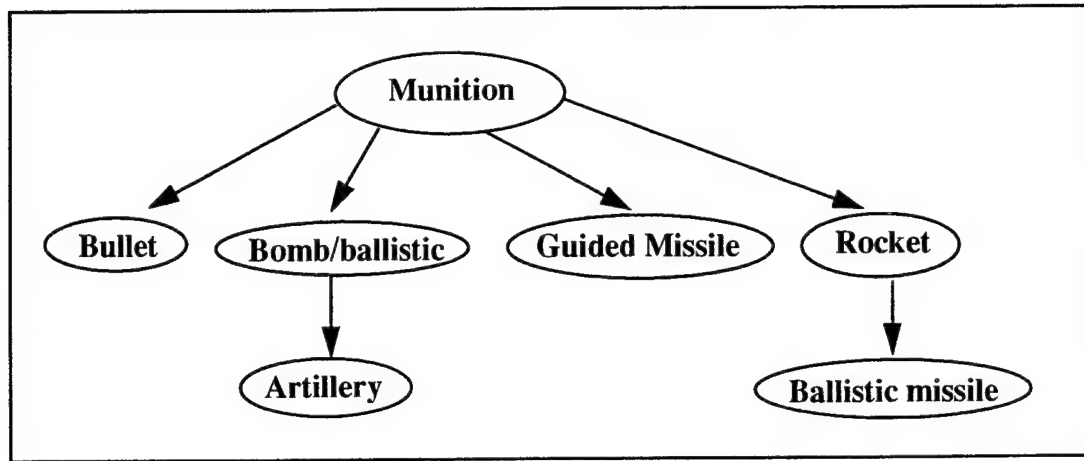 Munition
Bullet
Bomb/ballistic
Guided Missile
Rocket
Artillery
Ballistic missile